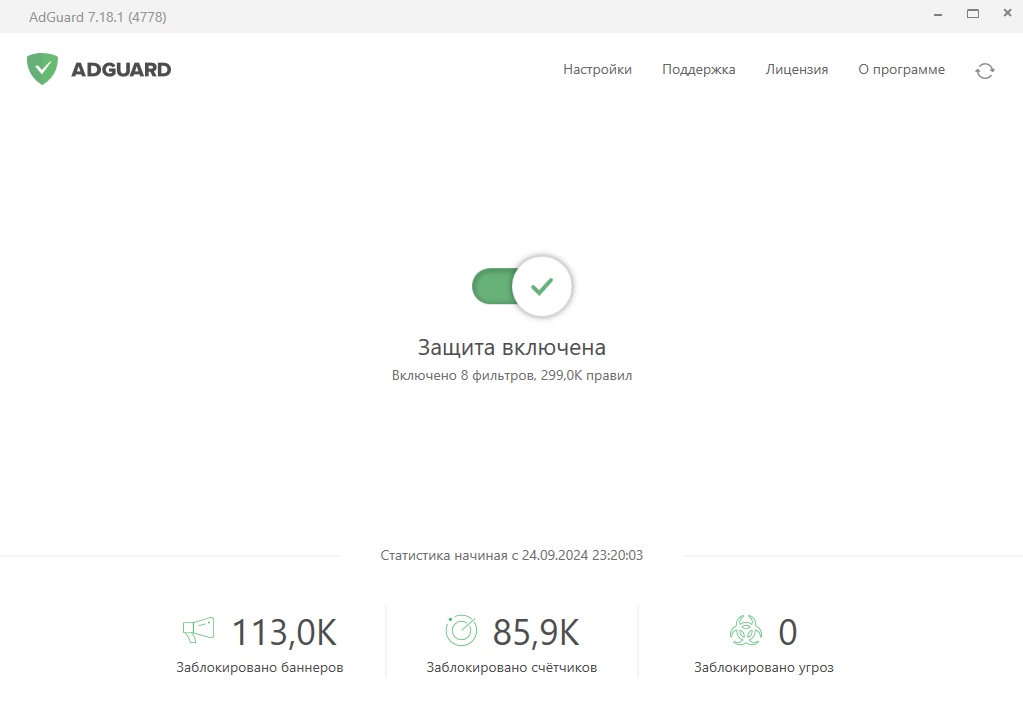 AdGuard 7.18.1 (4778)
ADGUARD
Настройки Поддержка Лицензия О программе
Защита включена
Включено 8 фильтров, 299,0K правил
Статистика начиная с 24.09.2024 23:20:03
113,0K 85,9K 0
Заблокировано баннеров Заблокировано счётчиков Заблокировано угроз